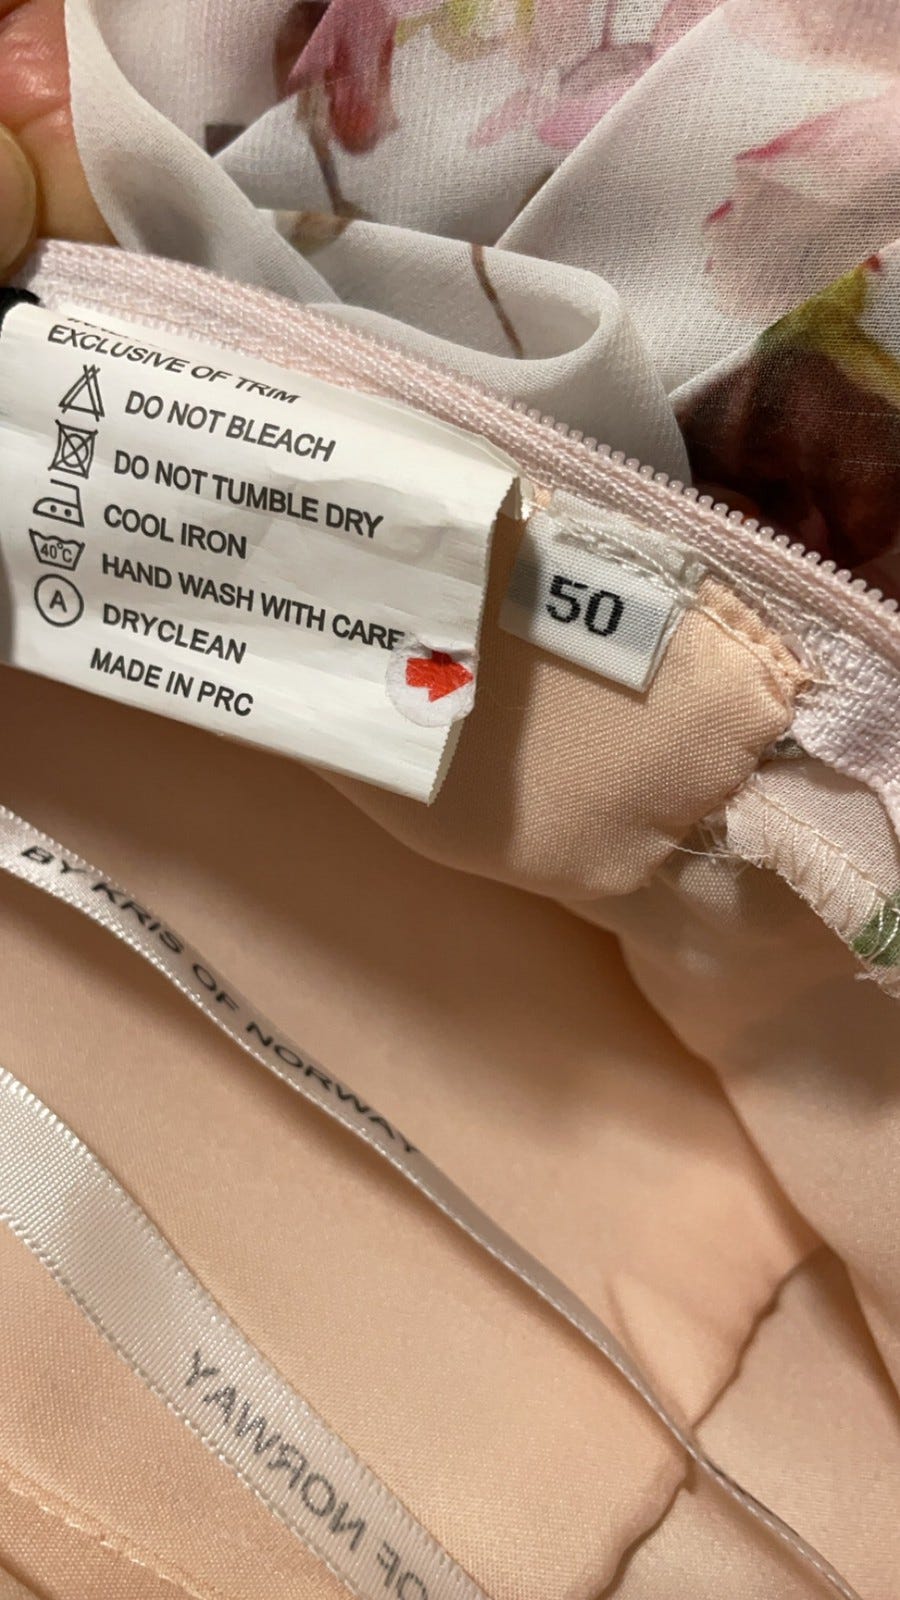 EXCLUSIVE OF TRIM
DO NOT BLEACH
DO NOT TUMBLE DRY
COOL IRON
40°C HAND WASH WITH CARE
A DRYCLEAN
MADE IN PRC
50
BY KRIS OF NORWAY
OF NORWAY